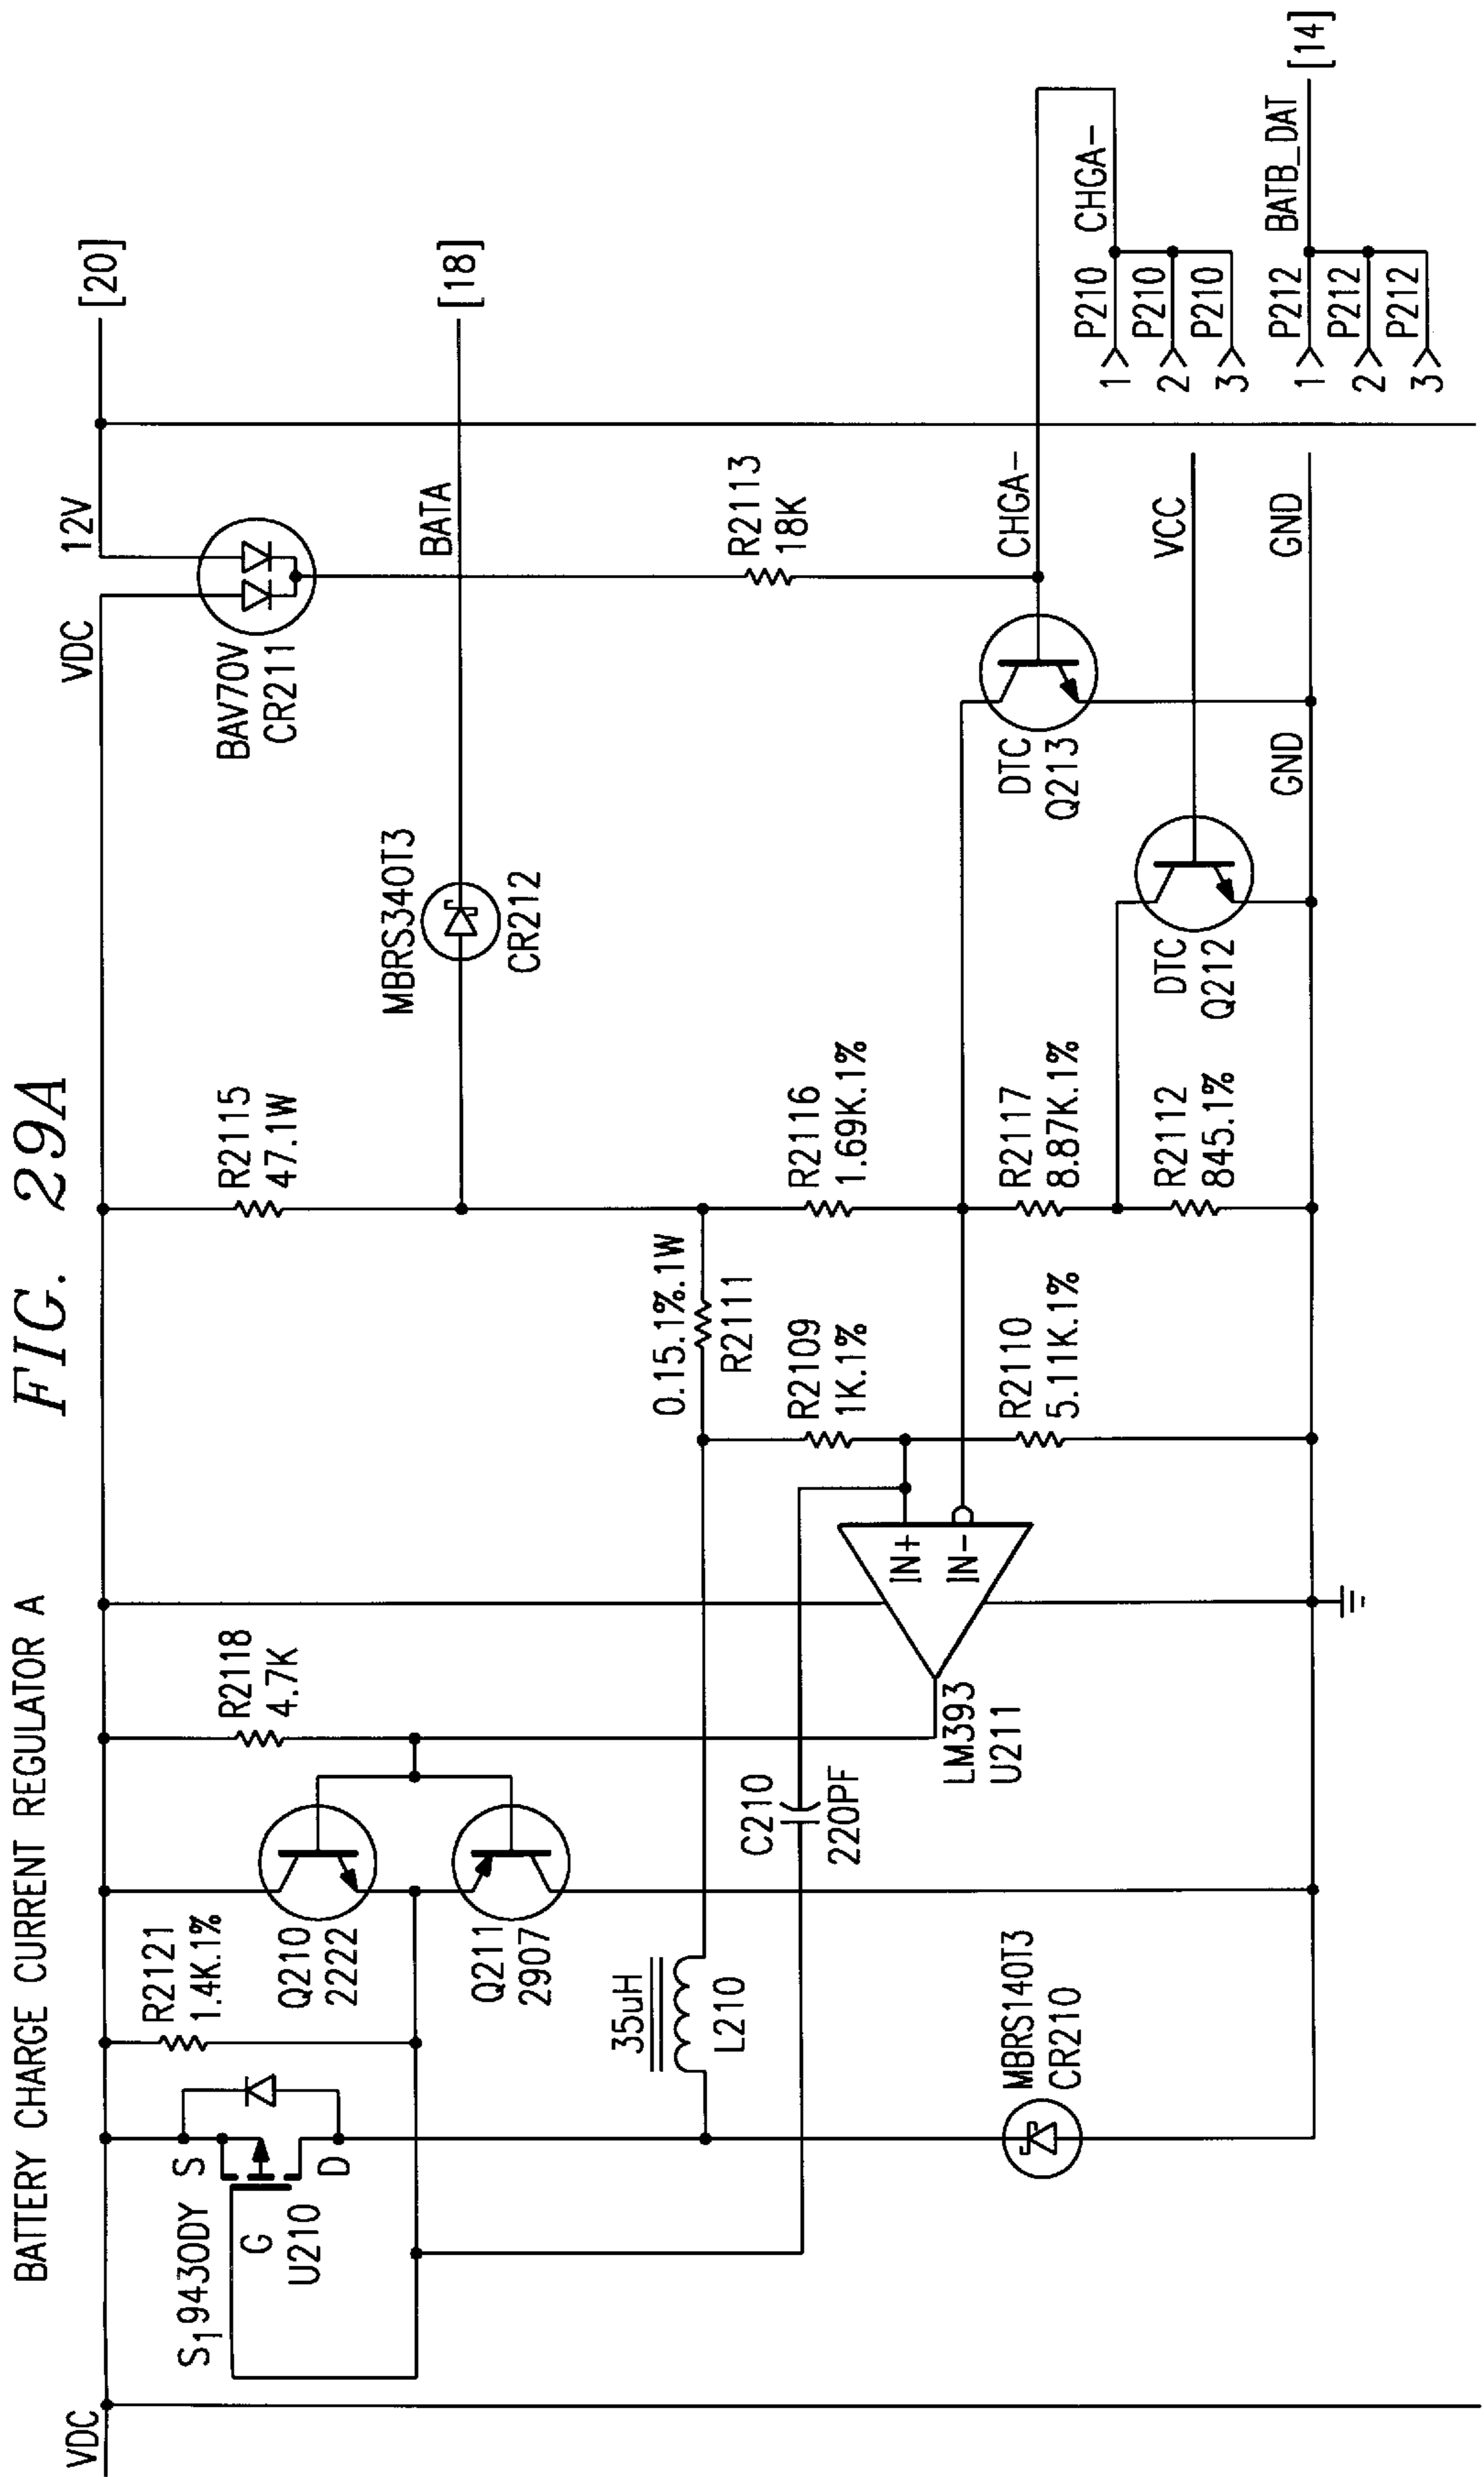 FIG. 29A
BATTERY CHARGE CURRENT REGULATOR A
VDC
S
S19430DY
G
U210
D
R2121
1.4K.1%
Q210
2222
Q211
2907
R2118
4.7K
R2115
47.1W
VDC
12V
[20]
BAV70V
CR211
MBRS340T3
CR212
BATA
[18]
35uH
L210
0.15.1%.1W
R2111
C210
220PF
MBRS140T3
CR210
LM393
U211
IN+
IN-
R2109
1K.1%
R2110
5.11K.1%
R2116
1.69K.1%
R2117
8.87K.1%
R2112
845.1%
R2113
18K
CHGA-
DTC
Q213
DTC
Q212
VCC
GND
GND
1 P210 CHGA-
2 P210
3 P210
1 P212 BATB_DAT [14]
2 P212
3 P212